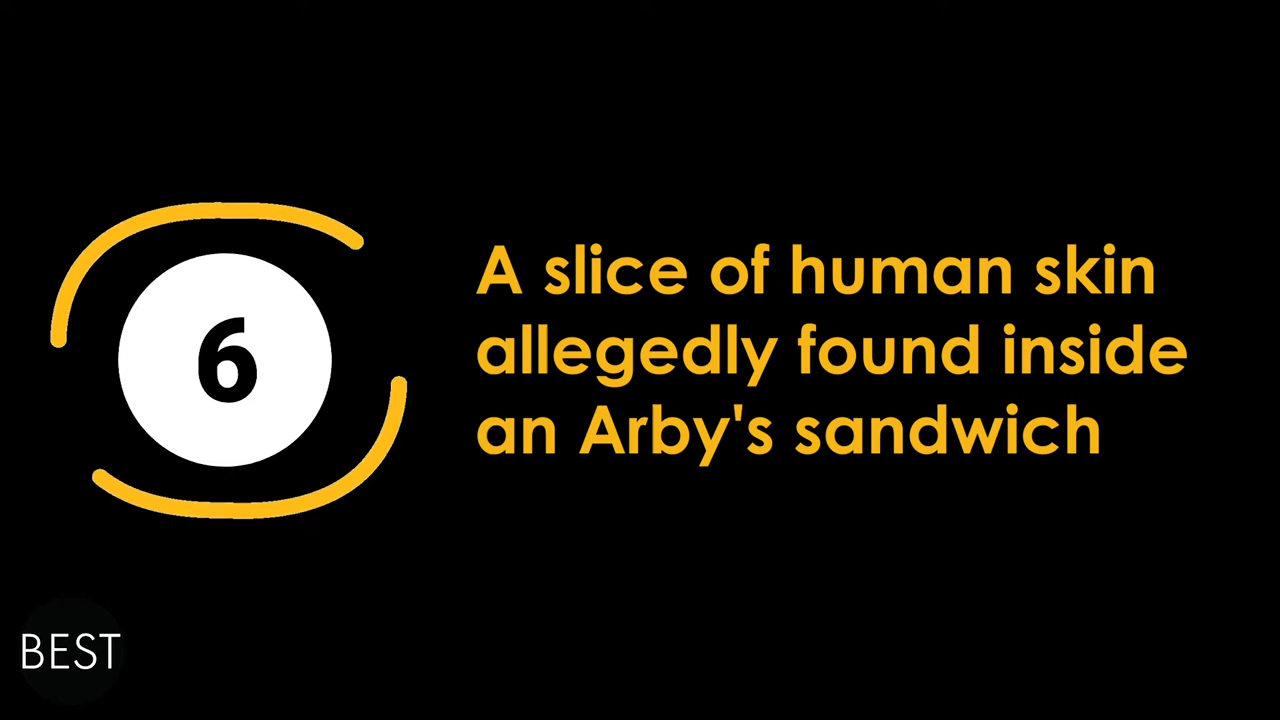 6
A slice of human skin
allegedly found inside
an Arby's sandwich
BEST